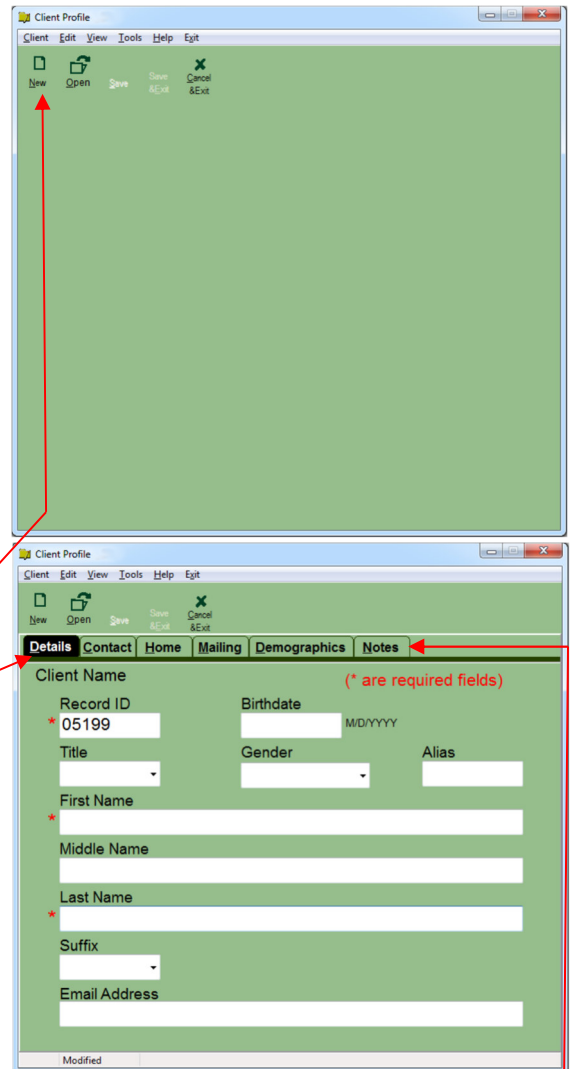 Client Profile
Client Edit View Tools Help Exit
New Open Save Save &Exit Cancel &Exit
Client Profile
Client Edit View Tools Help Exit
New Open Save Save &Exit Cancel &Exit
Details Contact Home Mailing Demographics Notes
Client Name (* are required fields)
Record ID Birthdate
* 05199 M/D/YYYY
Title Gender Alias
First Name
*
Middle Name
Last Name
*
Suffix
Email Address
Modified